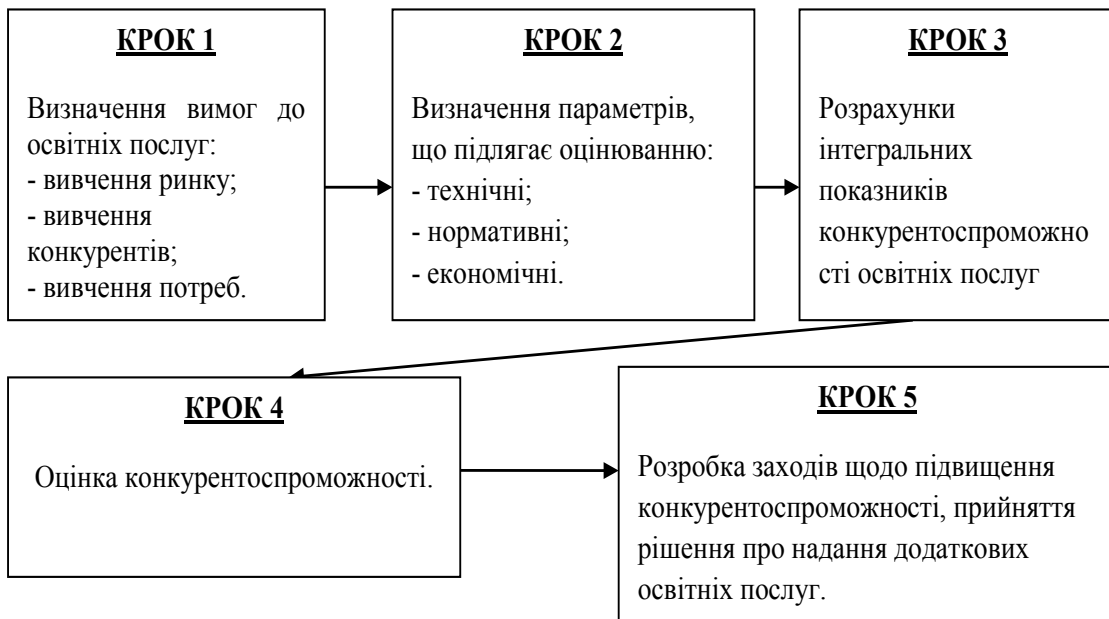 КРОК 1
Визначення вимог до
освітніх послуг:
- вивчення ринку;
- вивчення
конкурентів;
- вивчення потреб.
КРОК 2
Визначення параметрів,
що підлягає оцінюванню:
- технічні;
- нормативні;
- економічні.
КРОК 3
Розрахунки
інтегральних
показників
конкурентоспроможно
сті освітніх послуг
КРОК 4
Оцінка конкурентоспроможності.
КРОК 5
Розробка заходів щодо підвищення
конкурентоспроможності, прийняття
рішення про надання додаткових
освітніх послуг.